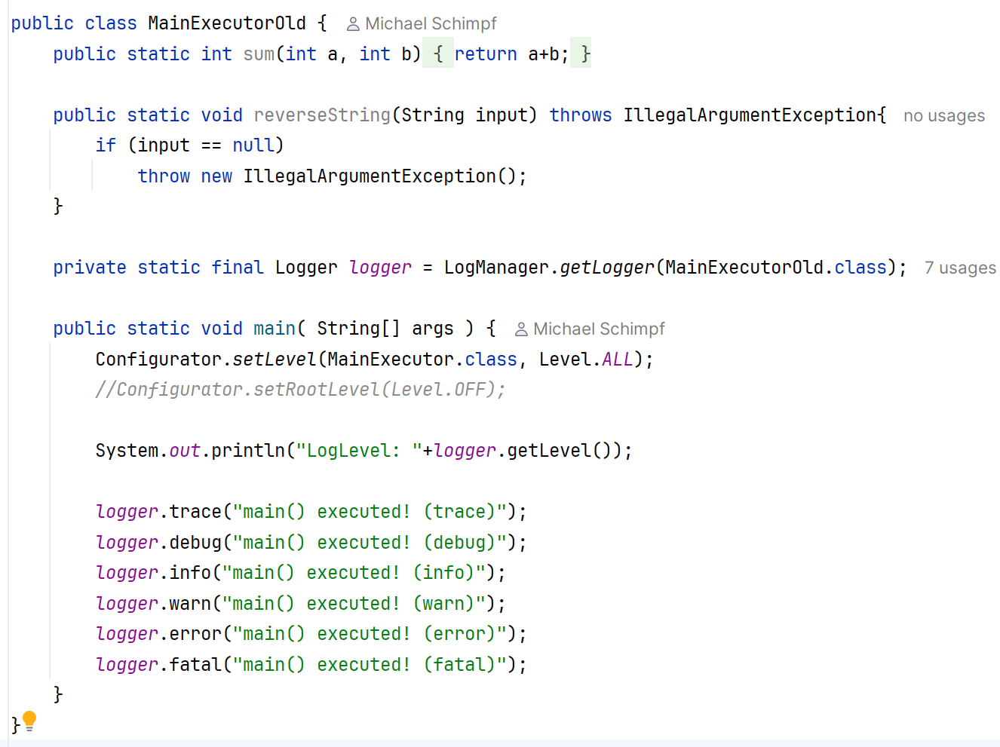 public class MainExecutorOld { Michael Schimpf
public static int sum(int a, int b) { return a+b; }
public static void reverseString(String input) throws IllegalArgumentException{ no usages
if (input == null)
throw new IllegalArgumentException();
}
private static final Logger logger = LogManager.getLogger(MainExecutorOld.class); 7 usages
public static void main( String[] args ) { Michael Schimpf
Configurator.setLevel(MainExecutor.class, Level.ALL);
//Configurator.setRootLevel(Level.OFF);
System.out.println("LogLevel: "+logger.getLevel());
logger.trace("main() executed! (trace)");
logger.debug("main() executed! (debug)");
logger.info("main() executed! (info)");
logger.warn("main() executed! (warn)");
logger.error("main() executed! (error)");
logger.fatal("main() executed! (fatal)");
}
}